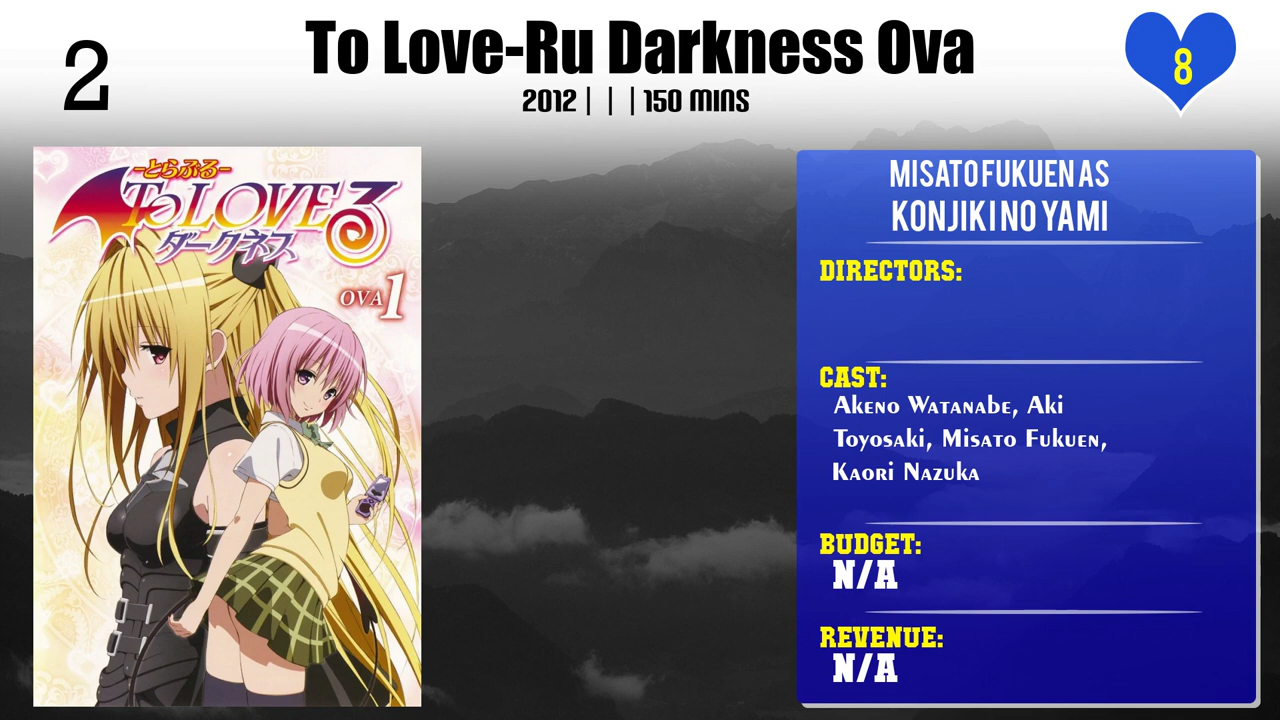 2
To Love-Ru Darkness Ova
2012 | | | 150 MINS
8
-とらぶる-
To LOVEる
ダークネス
OVA 1
MISATO FUKUEN AS
KONJIKI NO YAMI
DIRECTORS:
CAST:
Akeno Watanabe, Aki
Toyosaki, Misato Fukuen,
Kaori Nazuka
BUDGET:
N/A
REVENUE:
N/A